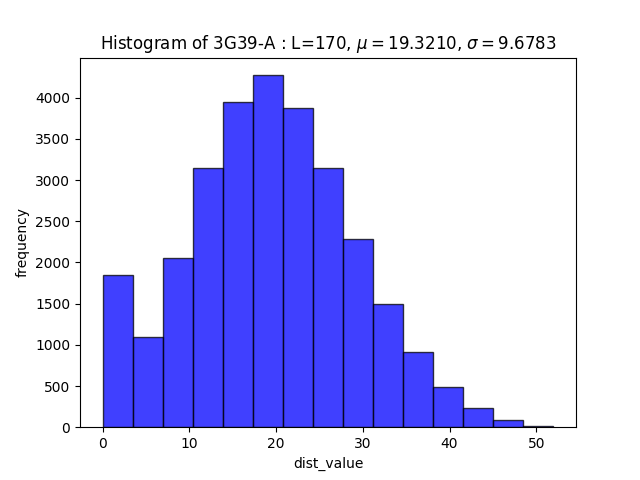 Histogram of 3G39-A : L=170, μ = 19.3210, σ = 9.6783
4000
3500
3000
2500
2000
1500
1000
500
0
frequency
0 10 20 30 40 50
dist_value